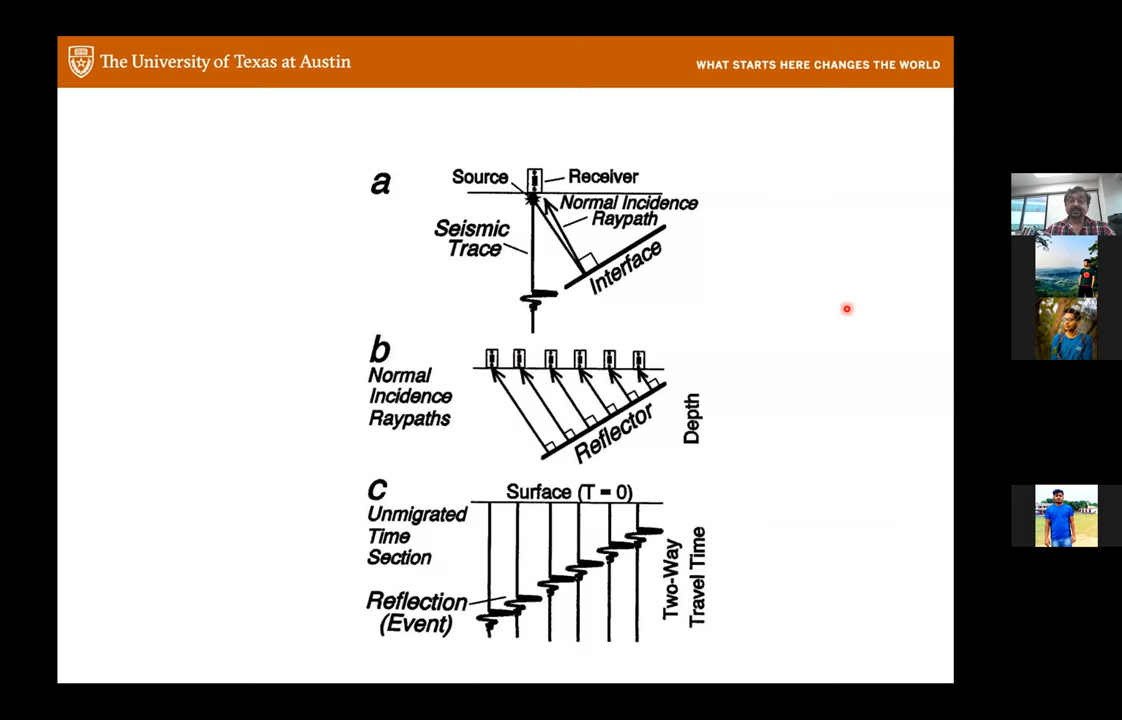 The University of Texas at Austin
WHAT STARTS HERE CHANGES THE WORLD
a
Source
Receiver
Normal Incidence
Raypath
Seismic
Trace
Interface
b
Normal
Incidence
Raypaths
Reflector
Depth
c
Surface (T = 0)
Unmigrated
Time
Section
Reflection
(Event)
Two-Way
Travel Time